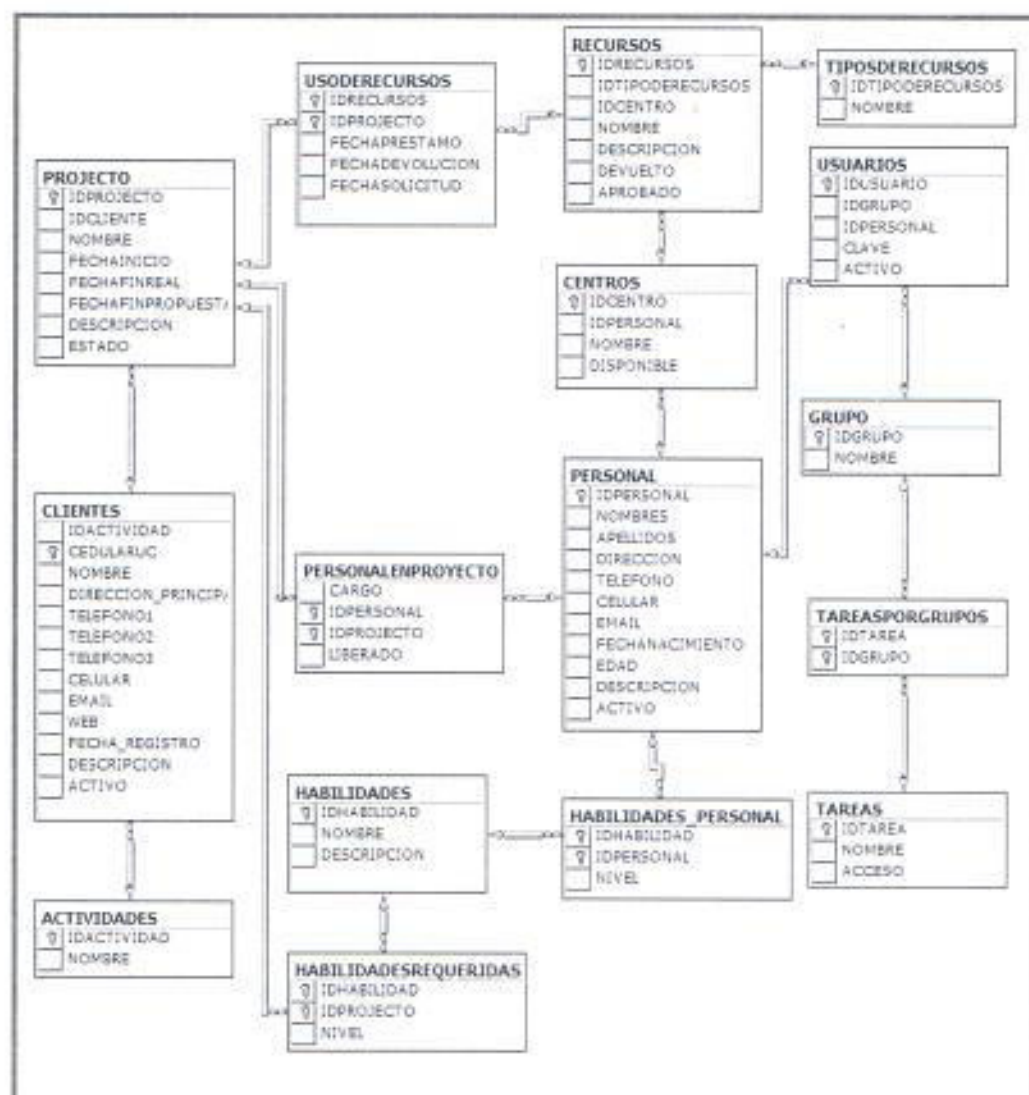 RECURSOS
IDRECURSOS
IDTIPODERECURSOS
IDCENTRO
NOMBRE
DESCRIPCION
DEVUELTO
APROBADO
TIPOSDERECURSOS
IDTIPODERECURSOS
NOMBRE
USODERECURSOS
IDRECURSOS
IDPROJECTO
FECHAPRESTAMO
FECHADEVOLUCION
FECHASOLICITUD
USUARIOS
IDUSUARIO
IDGRUPO
IDPERSONAL
CLAVE
ACTIVO
PROJECTO
IDPROJECTO
IDCLIENTE
NOMBRE
FECHAINICIO
FECHAFINREAL
FECHAFINPROPUESTA
DESCRIPCION
ESTADO
CENTROS
IDCENTRO
IDPERSONAL
NOMBRE
DISPONIBLE
GRUPO
IDGRUPO
NOMBRE
PERSONAL
IDPERSONAL
NOMBRES
APELLIDOS
DIRECCION
TELEFONO
CELULAR
EMAIL
FECHANACIMIENTO
EDAD
DESCRIPCION
ACTIVO
CLIENTES
IDACTIVIDAD
CEDULARUC
NOMBRE
DIRECCION_PRINCIPA
TELEFONO1
TELEFONO2
TELEFONO3
CELULAR
EMAIL
WEB
FECHA_REGISTRO
DESCRIPCION
ACTIVO
PERSONALENPROYECTO
CARGO
IDPERSONAL
IDPROJECTO
LIBERADO
TAREASPORGRUPOS
IDTAREA
IDGRUPO
HABILIDADES
IDHABILIDAD
NOMBRE
DESCRIPCION
HABILIDADES_PERSONAL
IDHABILIDAD
IDPERSONAL
NIVEL
TAREAS
IDTAREA
NOMBRE
ACCESO
ACTIVIDADES
IDACTIVIDAD
NOMBRE
HABILIDADESREQUERIDAS
IDHABILIDAD
IDPROJECTO
NIVEL